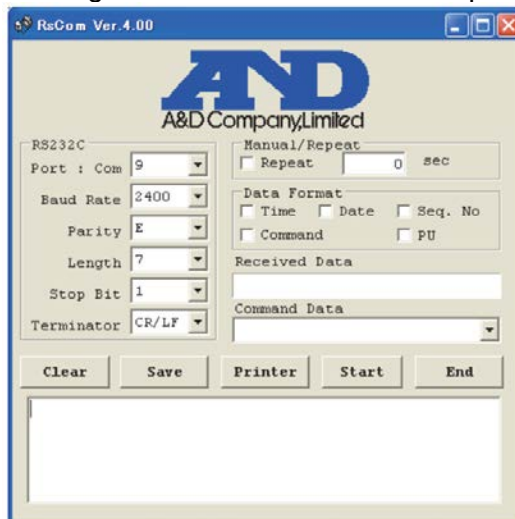 RsCom Ver.4.00
AND
A&D Company,Limited
RS232C
Port : Com 9
Baud Rate 2400
Parity E
Length 7
Stop Bit 1
Terminator CR/LF
Manual/Repeat
Repeat 0 sec
Data Format
Time Date Seq. No
Command PU
Received Data
Command Data
Clear Save Printer Start End